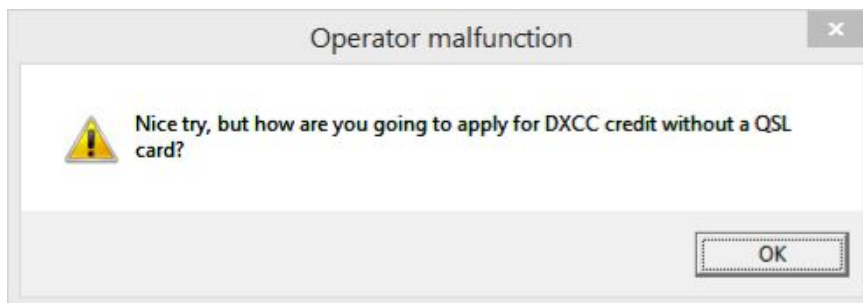 Operator malfunction
Nice try, but how are you going to apply for DXCC credit without a QSL
card?
OK